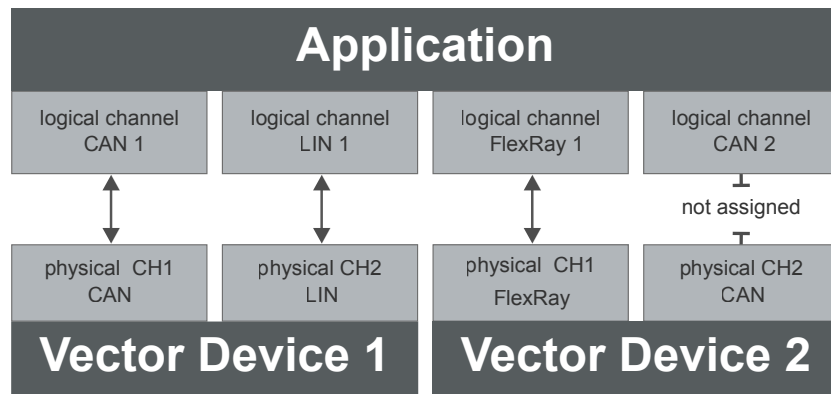 Application
logical channel
CAN 1
logical channel
LIN 1
logical channel
FlexRay 1
logical channel
CAN 2
not assigned
physical CH1
CAN
physical CH2
LIN
physical CH1
FlexRay
physical CH2
CAN
Vector Device 1
Vector Device 2